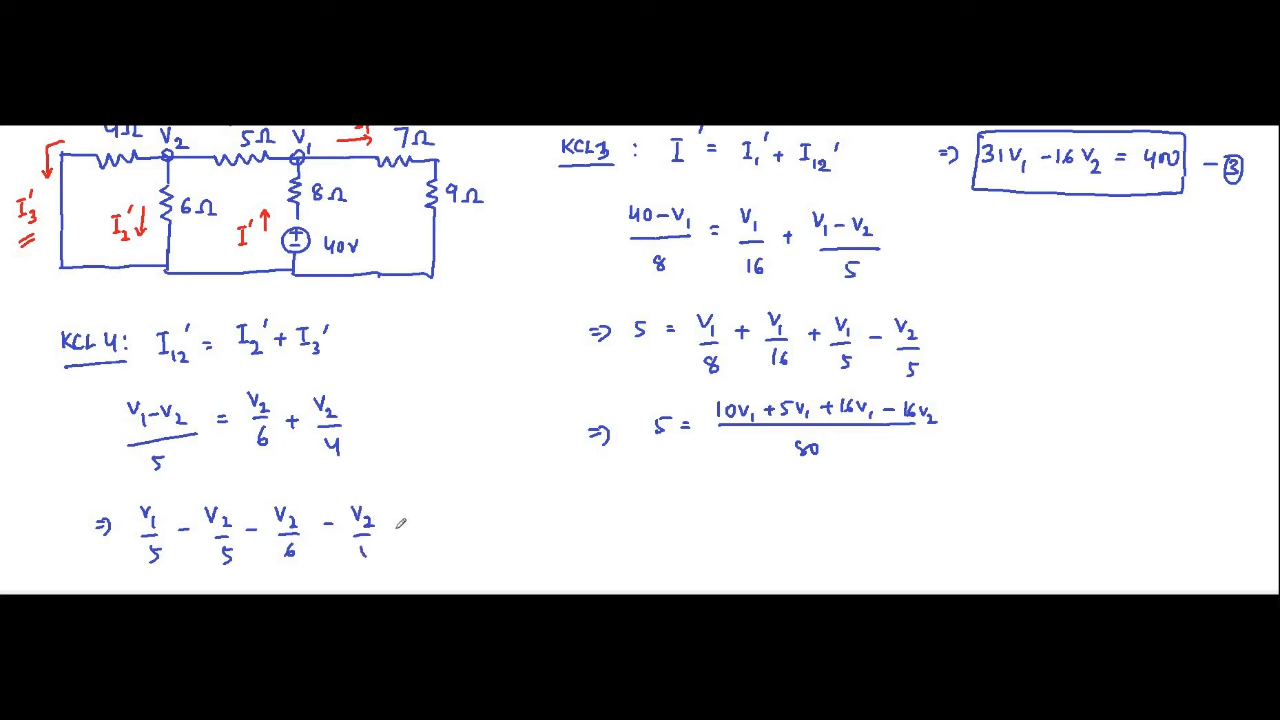 4Ω V₂ 5Ω V₁ I₁' 7Ω
I₃' I₂' 6Ω I' 8Ω 9Ω
40V
KCL 4: I₁₂' = I₂' + I₃'
(V₁-V₂)/5 = V₂/6 + V₂/4
⇒ V₁/5 - V₂/5 - V₂/6 - V₂/1
KCL 3 : I' = I₁' + I₁₂'
(40-V₁)/8 = V₁/16 + (V₁-V₂)/5
⇒ 5 = V₁/8 + V₁/16 + V₁/5 - V₂/5
⇒ 5 = (10V₁ + 5V₁ + 16V₁ - 16V₂)/80
⇒ 31V₁ - 16V₂ = 400 - ③